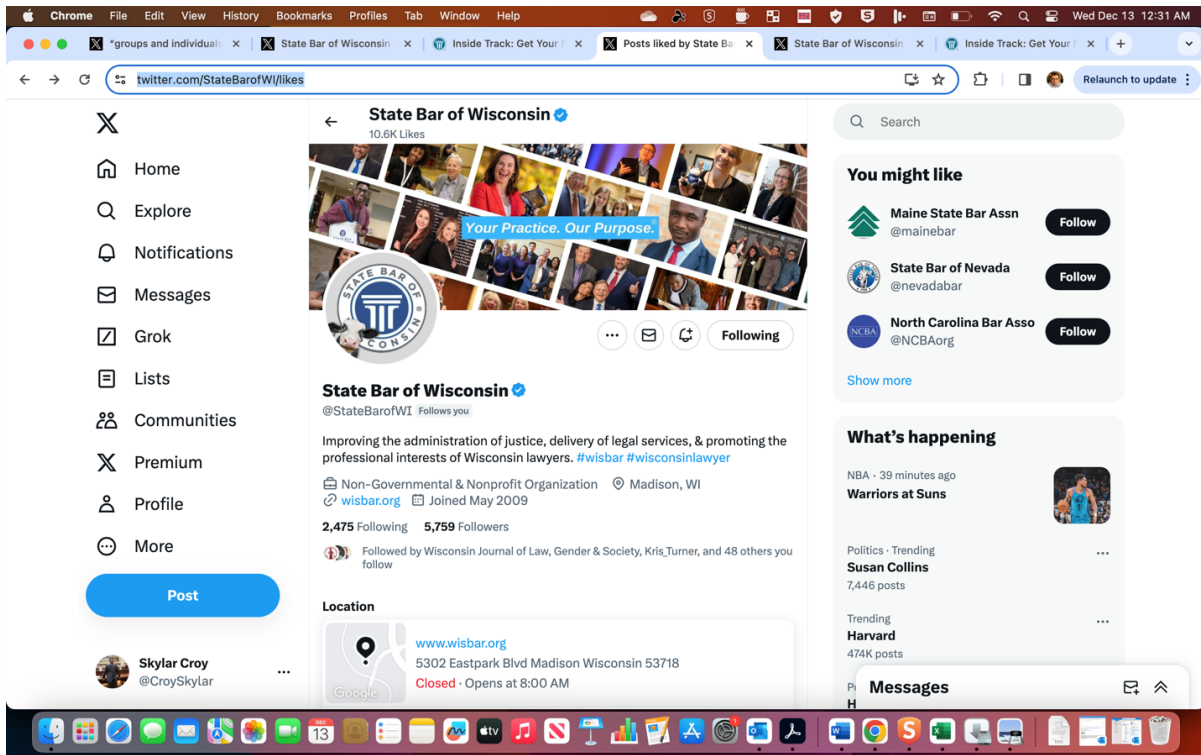 Chrome File Edit View History Bookmarks Profiles Tab Window Help Wed Dec 13 12:31 AM
"groups and individuals State Bar of Wisconsin Inside Track: Get Your Posts liked by State Ba State Bar of Wisconsin Inside Track: Get Your
twitter.com/StateBarofWI/likes Relaunch to update
State Bar of Wisconsin
10.6K Likes
Home
Explore
Notifications
Messages
Grok
Lists
Communities
Premium
Profile
More
Post
Skylar Croy
@CroySkylar
Your Practice. Our Purpose.
STATE BAR OF WISCONSIN
Following
State Bar of Wisconsin
@StateBarofWI Follows you
Improving the administration of justice, delivery of legal services, & promoting the
professional interests of Wisconsin lawyers. #wisbar #wisconsinlawyer
Non-Governmental & Nonprofit Organization Madison, WI
wisbar.org Joined May 2009
2,475 Following 5,759 Followers
Followed by Wisconsin Journal of Law, Gender & Society, Kris_Turner, and 48 others you
follow
Location
Google
www.wisbar.org
5302 Eastpark Blvd Madison Wisconsin 53718
Closed · Opens at 8:00 AM
Search
You might like
Maine State Bar Assn
@mainebar
Follow
State Bar of Nevada
@nevadabar
Follow
NCBA
North Carolina Bar Asso
@NCBAorg
Follow
Show more
What's happening
NBA · 39 minutes ago
Warriors at Suns
Politics · Trending
Susan Collins
7,446 posts
Trending
Harvard
474K posts
Messages
DEC
13
tv
1